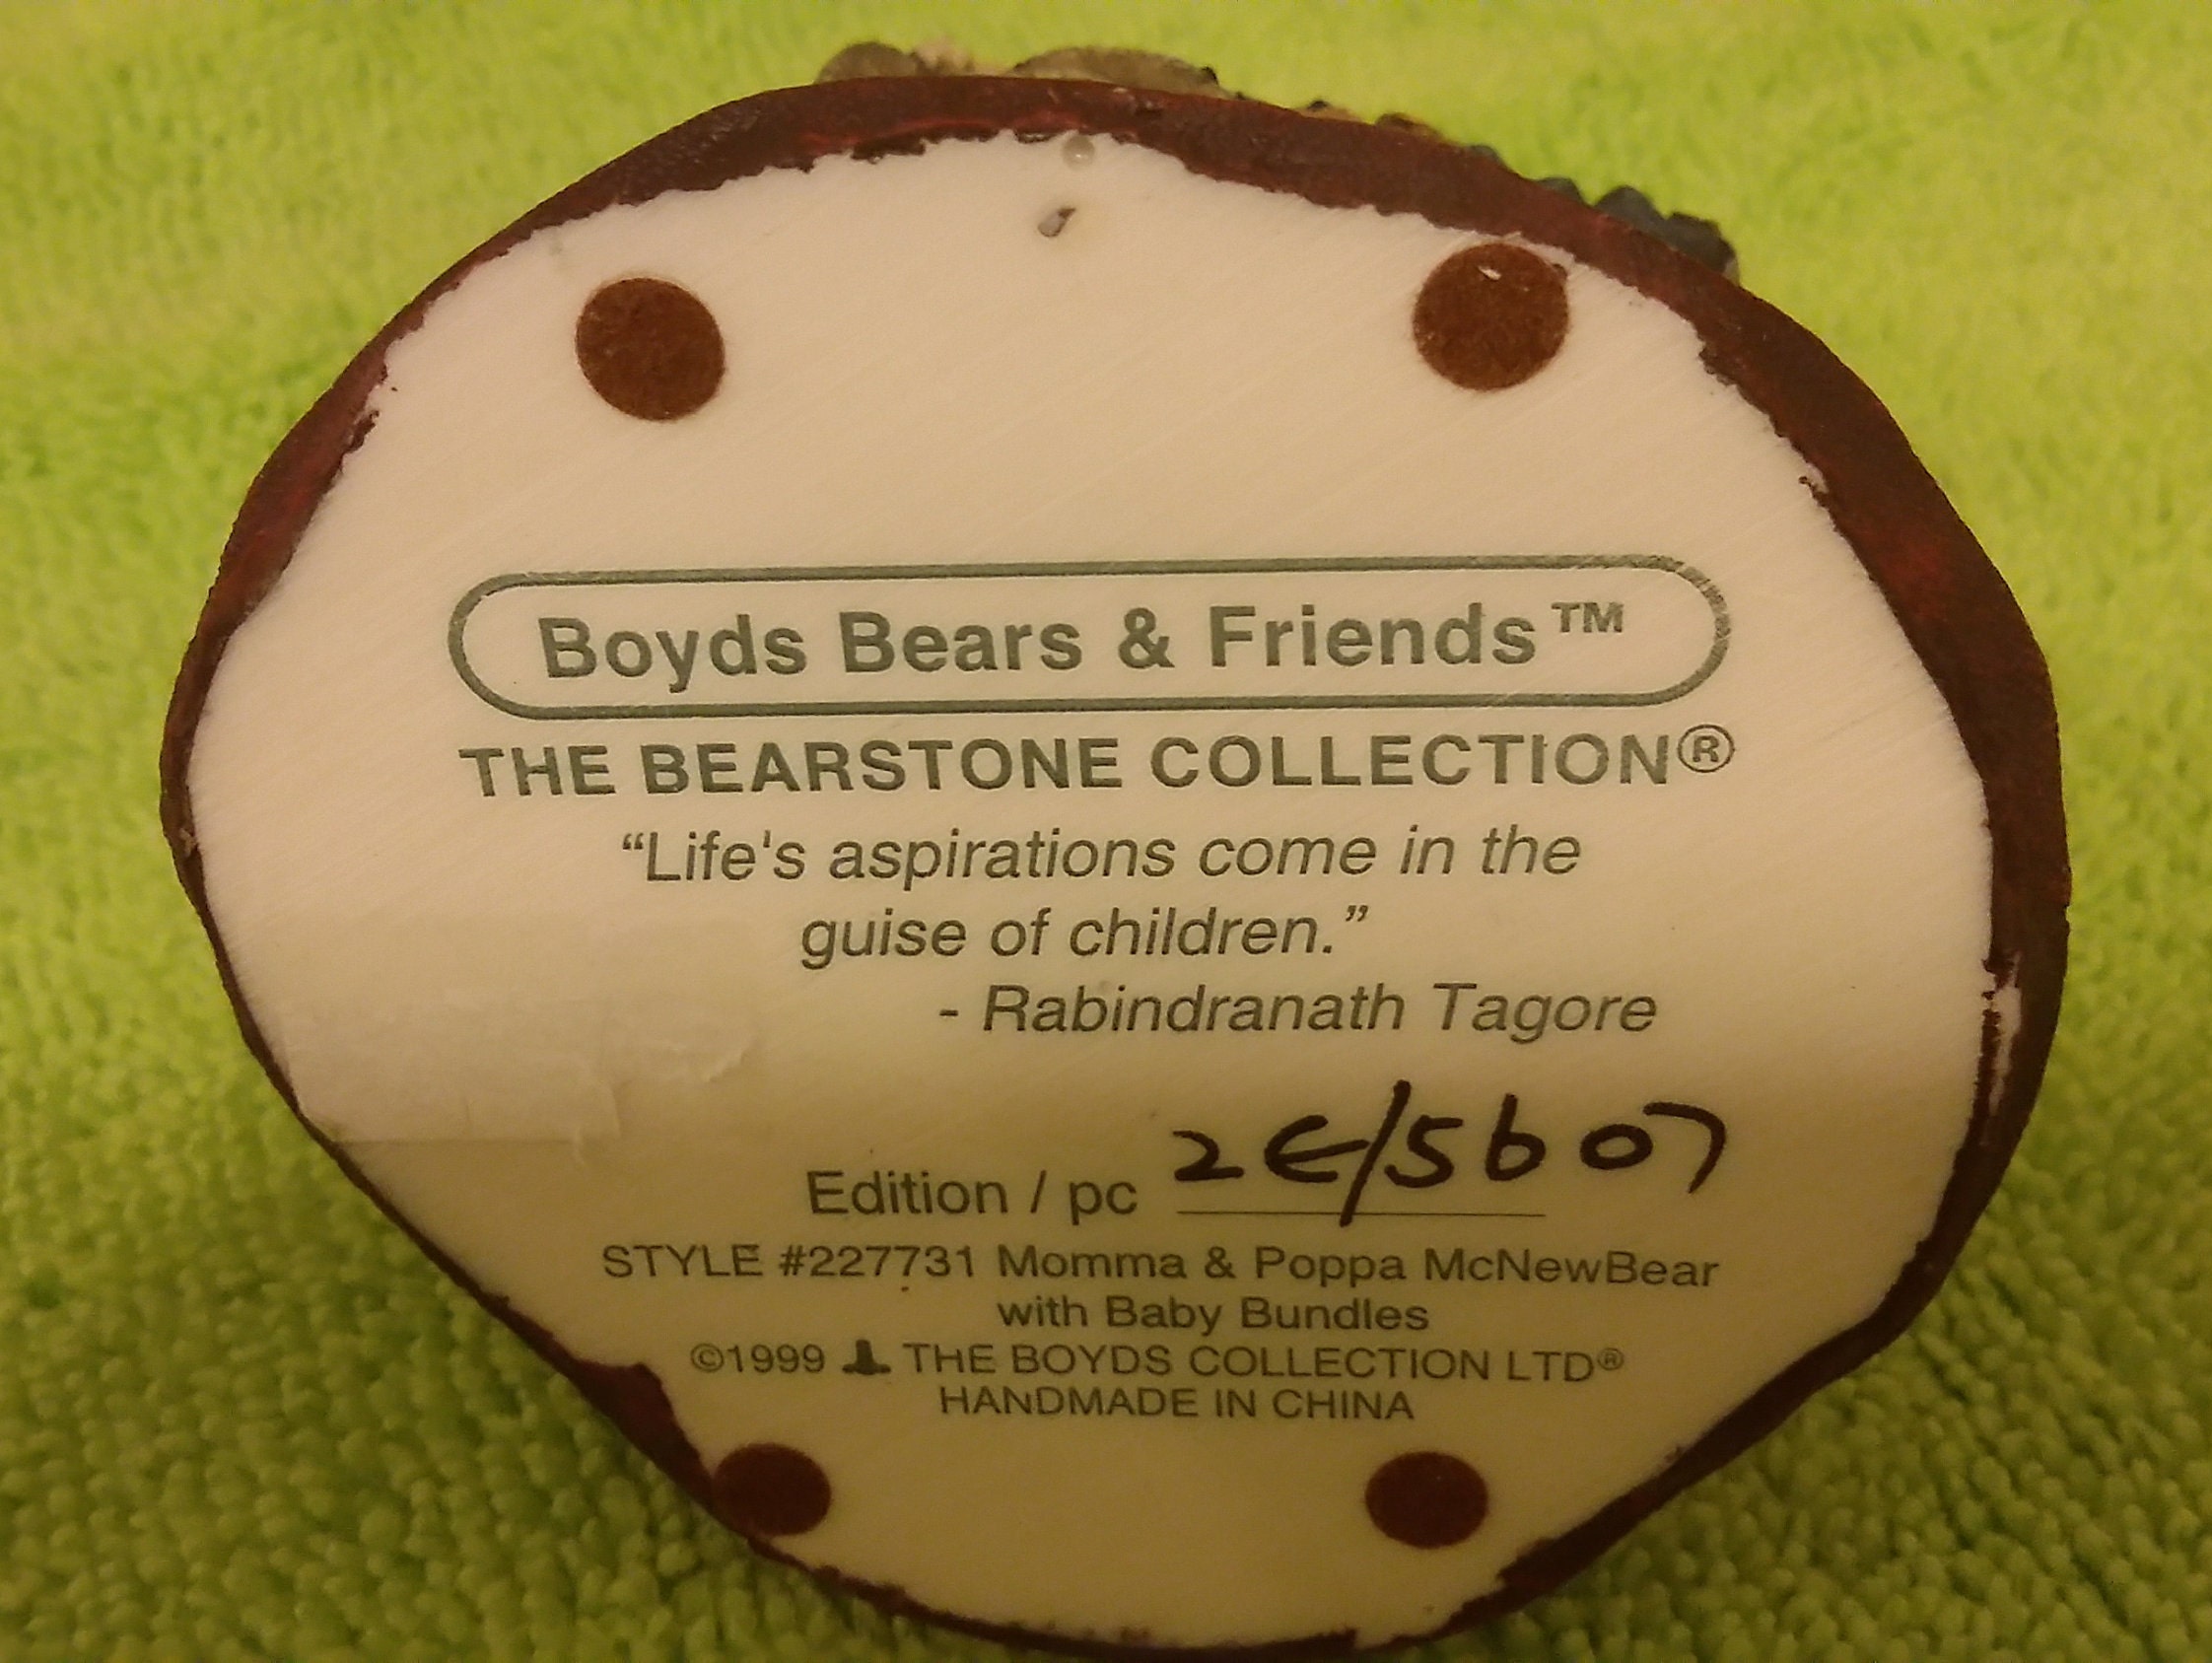 Boyds Bears & Friends™
THE BEARSTONE COLLECTION®
“Life's aspirations come in the
guise of children.”
- Rabindranath Tagore
Edition / pc 2E/5607
STYLE #227731 Momma & Poppa McNewBear
with Baby Bundles
©1999 THE BOYDS COLLECTION LTD®
HANDMADE IN CHINA